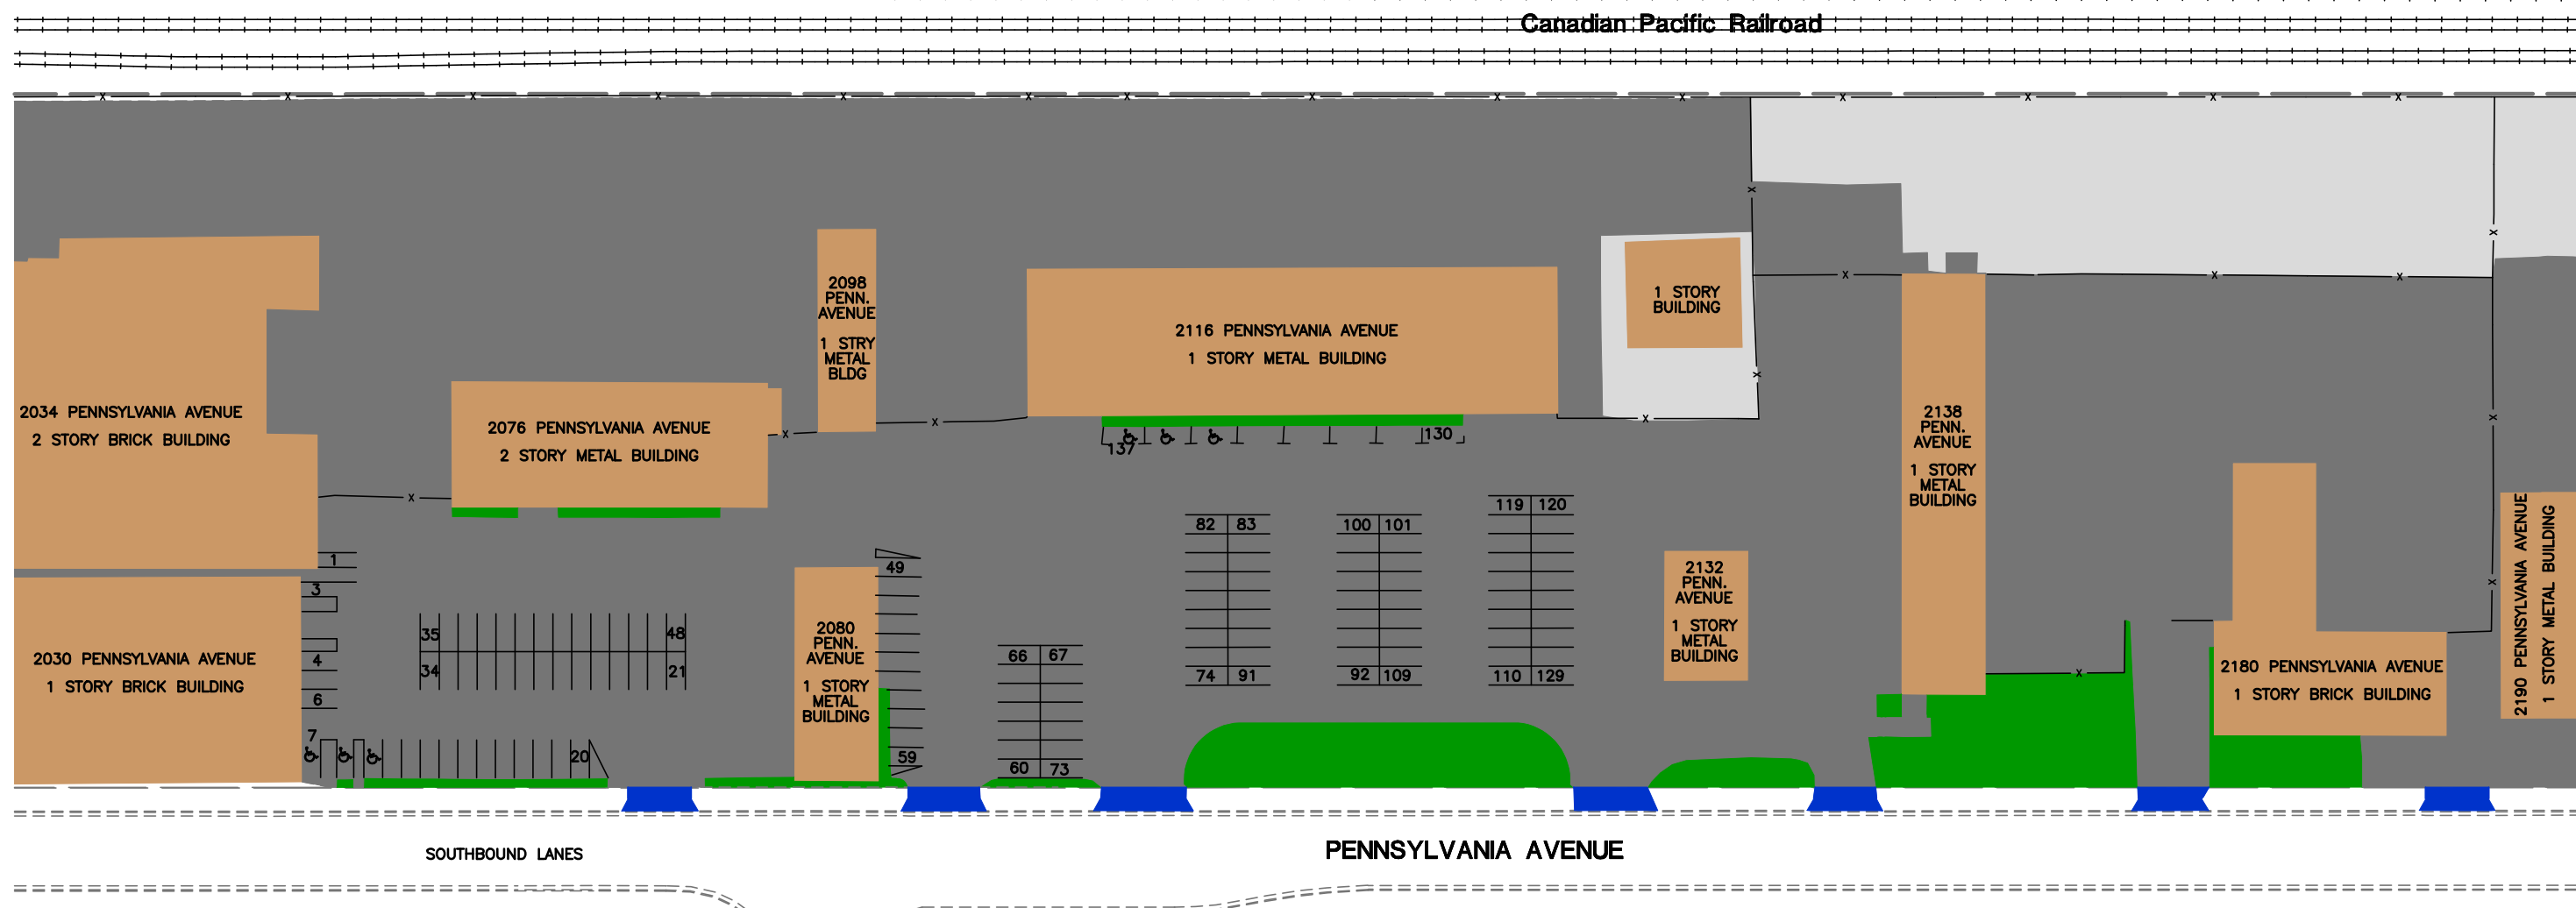 Canadian Pacific Railroad
2034 PENNSYLVANIA AVENUE
2 STORY BRICK BUILDING
2076 PENNSYLVANIA AVENUE
2 STORY METAL BUILDING
2098
PENN.
AVENUE
1 STRY
METAL
BLDG
2116 PENNSYLVANIA AVENUE
1 STORY METAL BUILDING
1 STORY
BUILDING
137
130
2138
PENN.
AVENUE
1 STORY
METAL
BUILDING
2190 PENNSYLVANIA AVENUE
1 STORY METAL BUILDING
2030 PENNSYLVANIA AVENUE
1 STORY BRICK BUILDING
1
3
4
6
7
20
35
48
34
21
2080
PENN.
AVENUE
1 STORY
METAL
BUILDING
49
59
66 67
60 73
82 83
74 91
100 101
92 109
119 120
110 129
2132
PENN.
AVENUE
1 STORY
METAL
BUILDING
2180 PENNSYLVANIA AVENUE
1 STORY BRICK BUILDING
SOUTHBOUND LANES
PENNSYLVANIA AVENUE